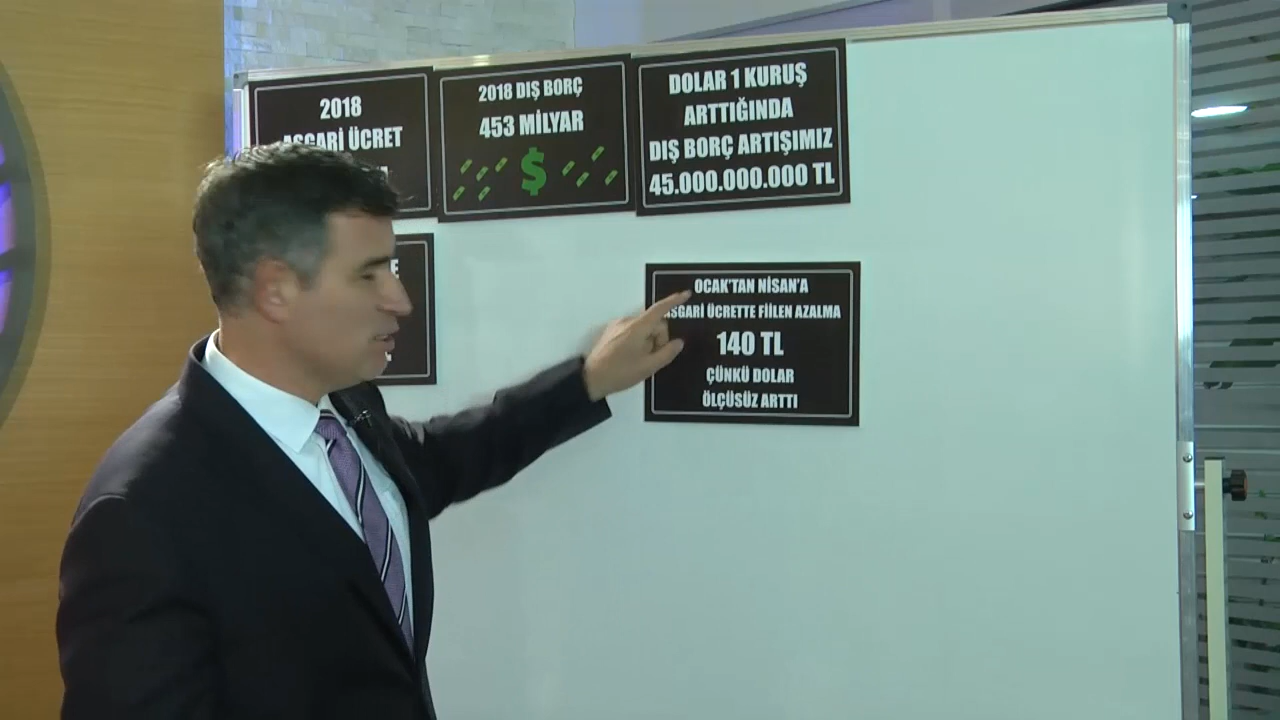 2018
ASGARİ ÜCRET
2018 DIŞ BORÇ
453 MİLYAR
$
DOLAR 1 KURUŞ
ARTTIĞINDA
DIŞ BORÇ ARTIŞIMIZ
45.000.000.000 TL
OCAK'TAN NİSAN'A
ASGARİ ÜCRETTE FİİLEN AZALMA
140 TL
ÇÜNKÜ DOLAR
ÖLÇÜSÜZ ARTTI